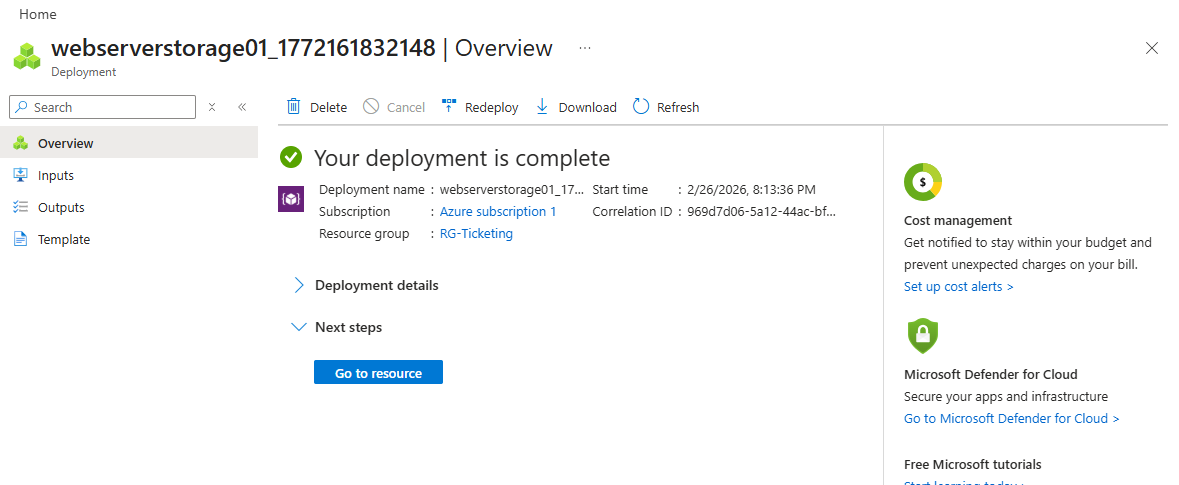 Home
webserverstorage01_1772161832148 | Overview ...
Deployment
Search
Overview
Inputs
Outputs
Template
Delete Cancel Redeploy Download Refresh
Your deployment is complete
Deployment name : webserverstorage01_17... Start time : 2/26/2026, 8:13:36 PM
Subscription : Azure subscription 1 Correlation ID : 969d7d06-5a12-44ac-bf...
Resource group : RG-Ticketing
Deployment details
Next steps
Go to resource
$
Cost management
Get notified to stay within your budget and
prevent unexpected charges on your bill.
Set up cost alerts >
Microsoft Defender for Cloud
Secure your apps and infrastructure
Go to Microsoft Defender for Cloud >
Free Microsoft tutorials
Start learning today >